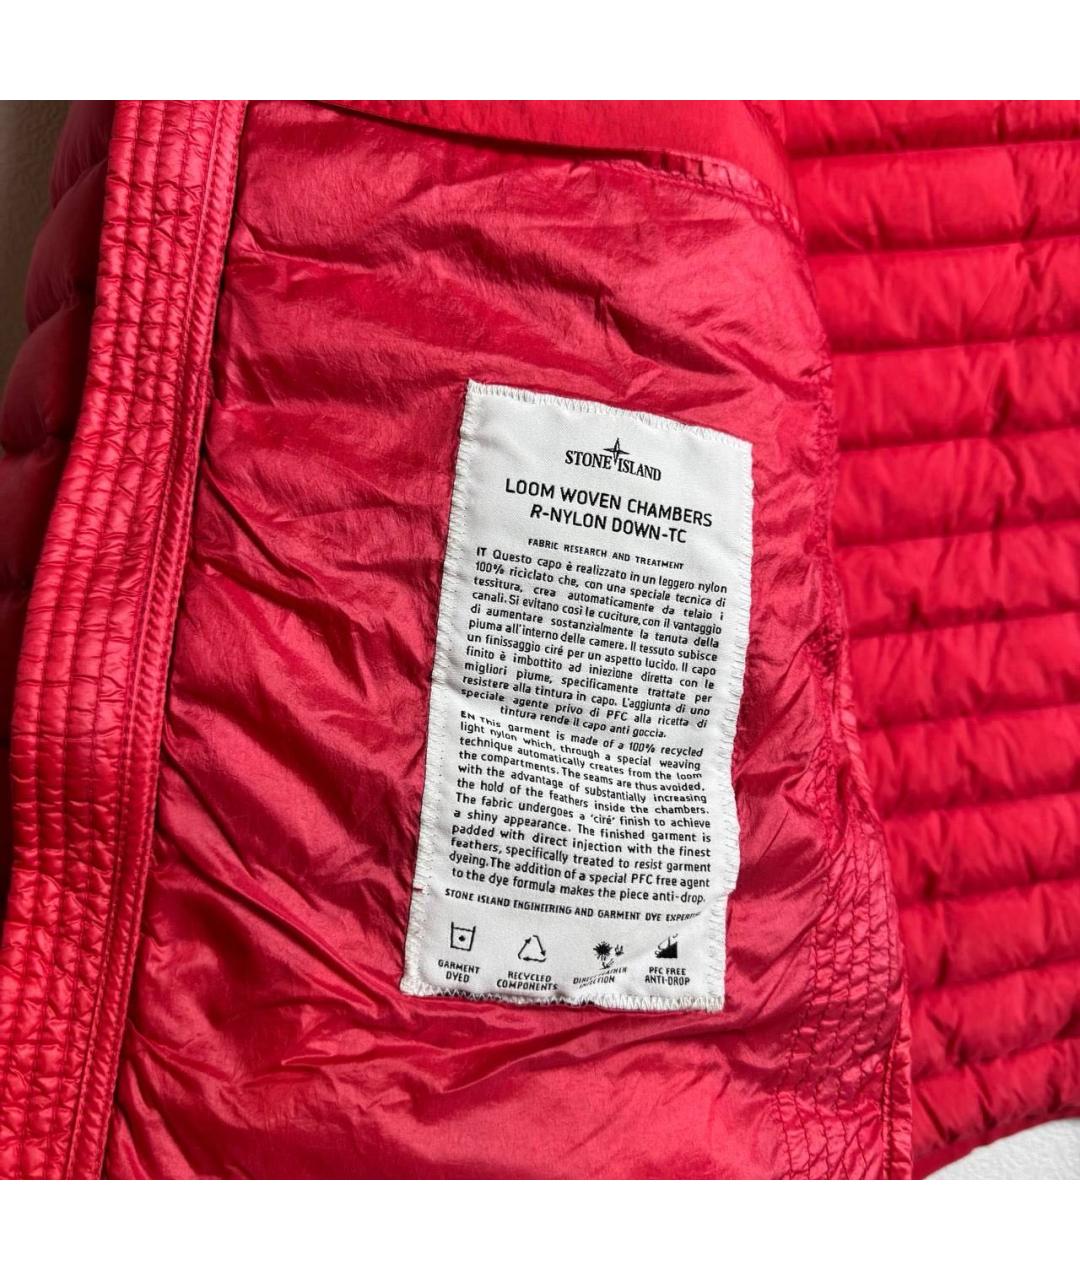 STONE ISLAND
LOOM WOVEN CHAMBERS
R-NYLON DOWN-TC
FABRIC RESEARCH AND TREATMENT
IT Questo capo è realizzato in un leggero nylon
100% riciclato che, con una speciale tecnica di
tessitura, crea automaticamente da telaio i
canali. Si evitano così le cuciture, con il vantaggio
di aumentare sostanzialmente la tenuta della
piuma all'interno delle camere. Il tessuto subisce
un finissaggio ciré per un aspetto lucido. Il capo
finito è imbottito ad iniezione diretta con le
migliori piume, specificamente trattate per
resistere alla tintura in capo. L'aggiunta di uno
speciale agente privo di PFC alla ricetta di
tintura rende il capo anti goccia.
EN This garment is made of a 100% recycled
light nylon which, through a special weaving
technique automatically creates from the loom
the compartments. The seams are thus avoided,
with the advantage of substantially increasing
the hold of the feathers inside the chambers.
The fabric undergoes a 'ciré' finish to achieve
a shiny appearance. The finished garment is
padded with direct injection with the finest
feathers, specifically treated to resist garment
dyeing. The addition of a special PFC free agent
to the dye formula makes the piece anti-drop.
STONE ISLAND ENGINEERING AND GARMENT DYE
GARMENT
DYED
RECYCLED
COMPONENTS
PFC FREE
ANTI-DROP